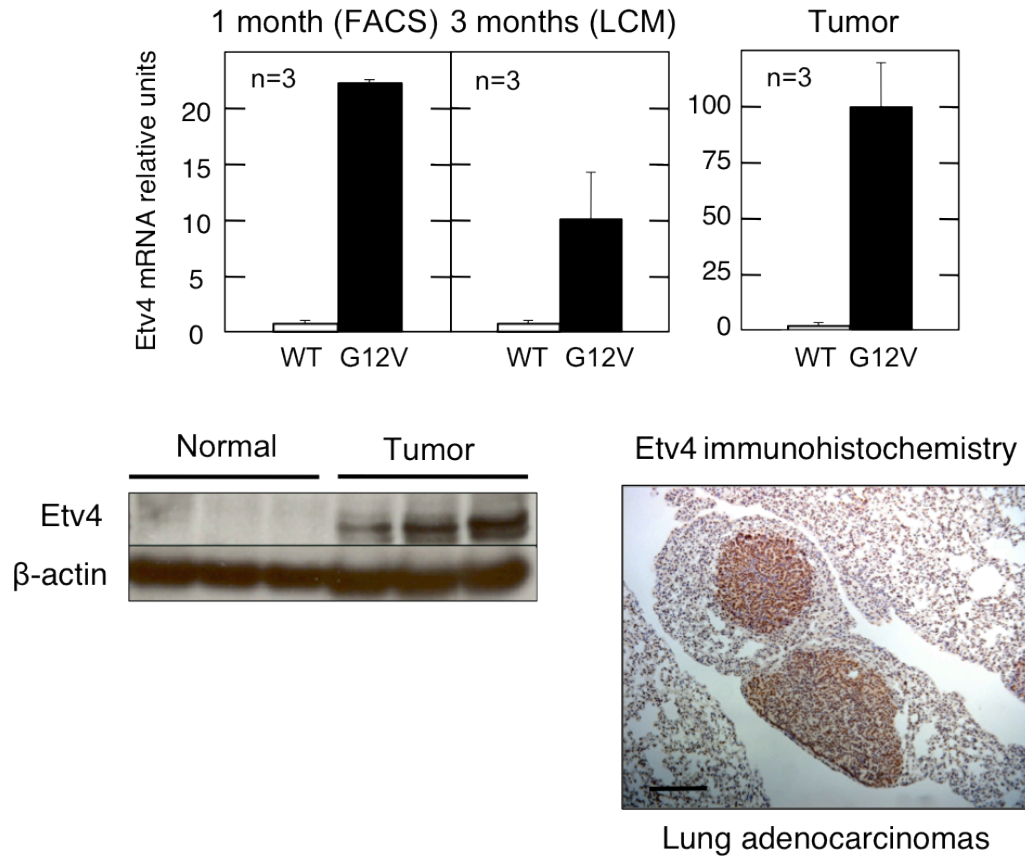 1 month (FACS) 3 months (LCM) Tumor
Etv4 mRNA relative units
n=3
20
15
10
5
0
WT G12V
n=3
WT G12V
n=3
100
75
50
25
0
WT G12V
Normal Tumor
Etv4
β-actin
Etv4 immunohistochemistry
Lung adenocarcinomas